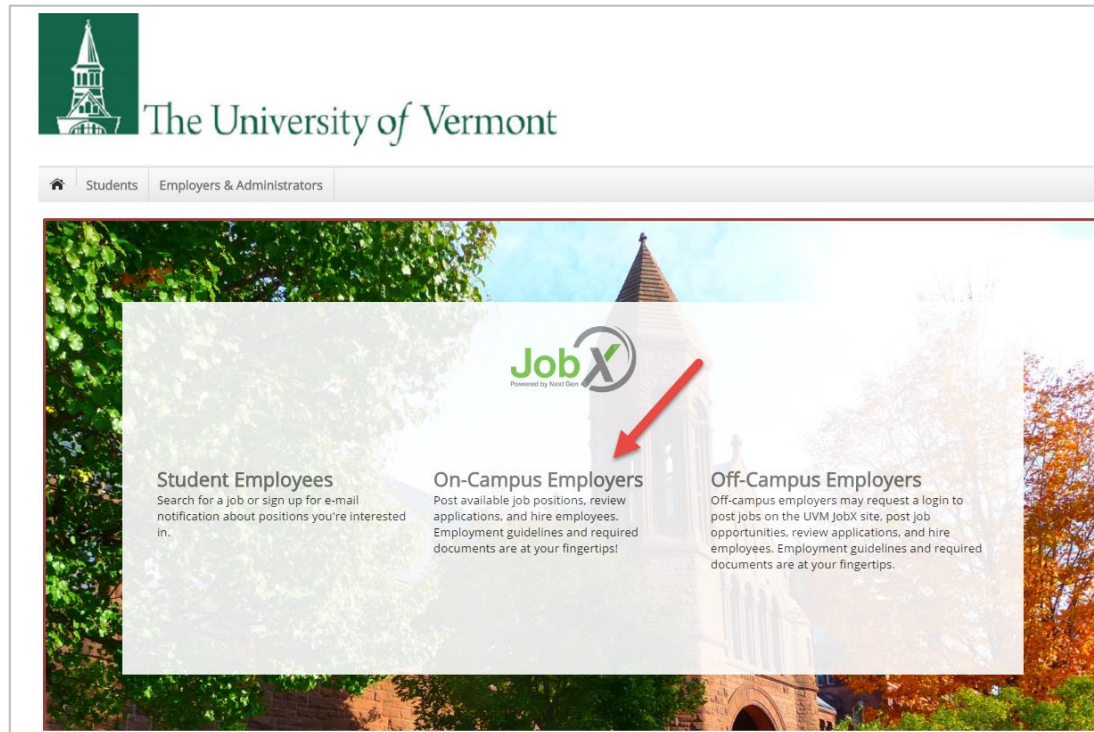 The University of Vermont
Students Employers & Administrators
JobX
Powered by Next Gen
Student Employees
Search for a job or sign up for e-mail
notification about positions you're interested
in.
On-Campus Employers
Post available job positions, review
applications, and hire employees.
Employment guidelines and required
documents are at your fingertips!
Off-Campus Employers
Off-campus employers may request a login to
post jobs on the UVM JobX site, post job
opportunities, review applications, and hire
employees. Employment guidelines and required
documents are at your fingertips.